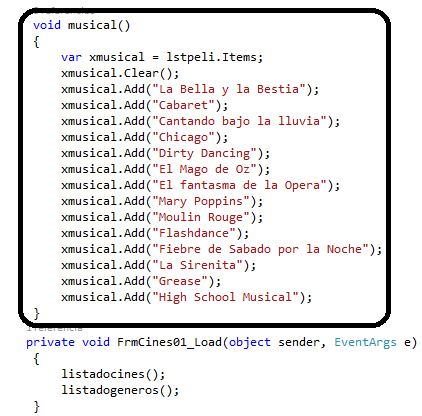 void musical()
{
var xmusical = lstpeli.Items;
xmusical.Clear();
xmusical.Add("La Bella y la Bestia");
xmusical.Add("Cabaret");
xmusical.Add("Cantando bajo la lluvia");
xmusical.Add("Chicago");
xmusical.Add("Dirty Dancing");
xmusical.Add("El Mago de Oz");
xmusical.Add("El fantasma de la Opera");
xmusical.Add("Mary Poppins");
xmusical.Add("Moulin Rouge");
xmusical.Add("Flashdance");
xmusical.Add("Fiebre de Sabado por la Noche");
xmusical.Add("La Sirenita");
xmusical.Add("Grease");
xmusical.Add("High School Musical");
}
private void FrmCines01_Load(object sender, EventArgs e)
{
listadocines();
listadogeneros();
}